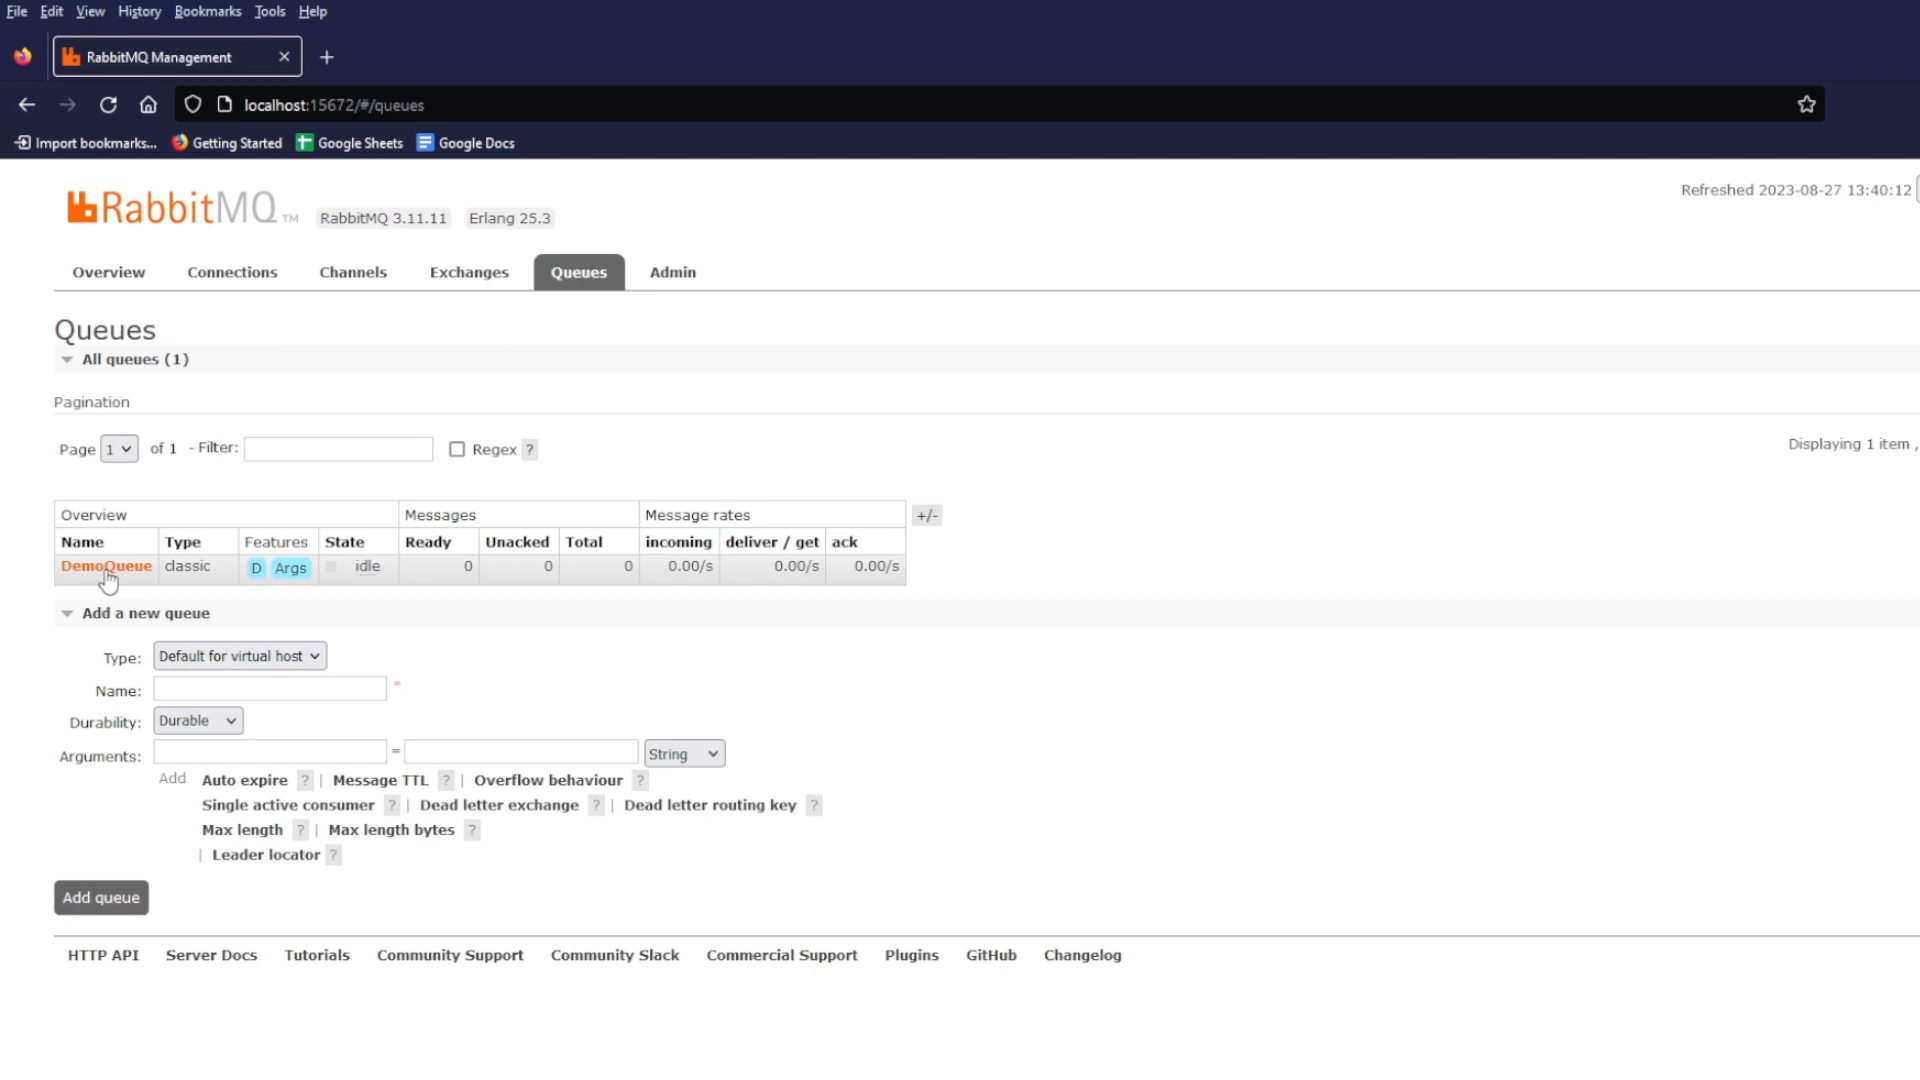 File Edit View History Bookmarks Tools Help
RabbitMQ Management
localhost:15672/#/queues
Import bookmarks... Getting Started Google Sheets Google Docs
RabbitMQ TM RabbitMQ 3.11.11 Erlang 25.3
Refreshed 2023-08-27 13:40:12
Overview Connections Channels Exchanges Queues Admin
Queues
All queues (1)
Pagination
Page 1 of 1 - Filter: Regex ?
Displaying 1 item ,
Overview Messages Message rates +/-
Name Type Features State Ready Unacked Total incoming deliver / get ack
DemoQueue classic D Args idle 0 0 0 0.00/s 0.00/s 0.00/s
Add a new queue
Type: Default for virtual host
Name: *
Durability: Durable
Arguments: = String
Add Auto expire ? | Message TTL ? | Overflow behaviour ?
Single active consumer ? | Dead letter exchange ? | Dead letter routing key ?
Max length ? | Max length bytes ?
| Leader locator ?
Add queue
HTTP API Server Docs Tutorials Community Support Community Slack Commercial Support Plugins GitHub Changelog